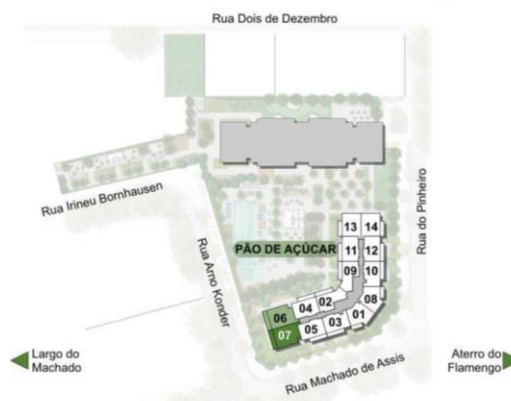 Rua Dois de Dezembro
Rua Irineu Bornhausen
Rua Arno Konder
Rua do Pinheiro
PÃO DE AÇÚCAR
13 14
11 12
09 10
08
06 04 02
07 05 03 01
Largo do
Machado
Rua Machado de Assis
Aterro do
Flamengo